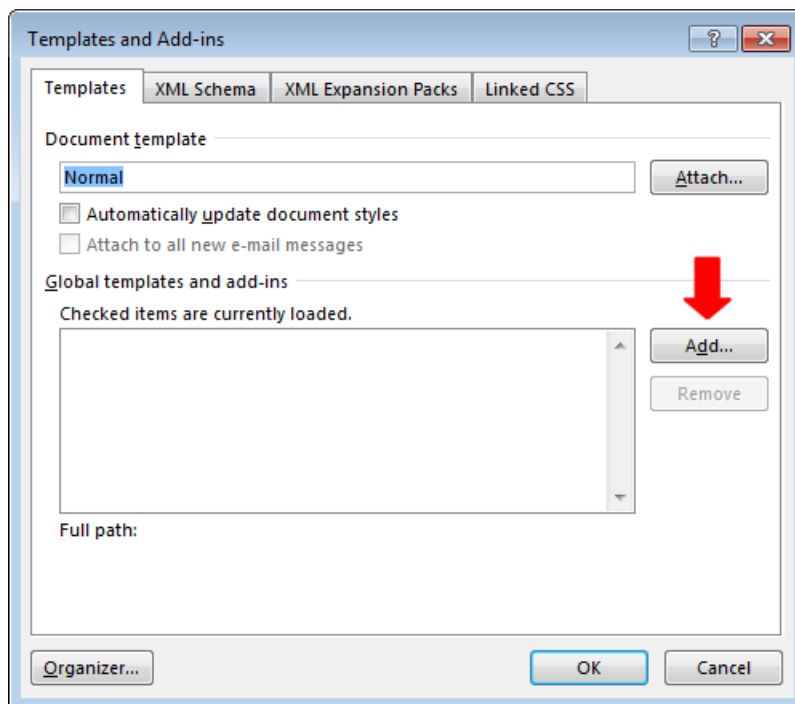 Templates and Add-ins
Templates XML Schema XML Expansion Packs Linked CSS
Document template
Normal Attach...
Automatically update document styles
Attach to all new e-mail messages
Global templates and add-ins
Checked items are currently loaded.
Add...
Remove
Full path:
Organizer... OK Cancel